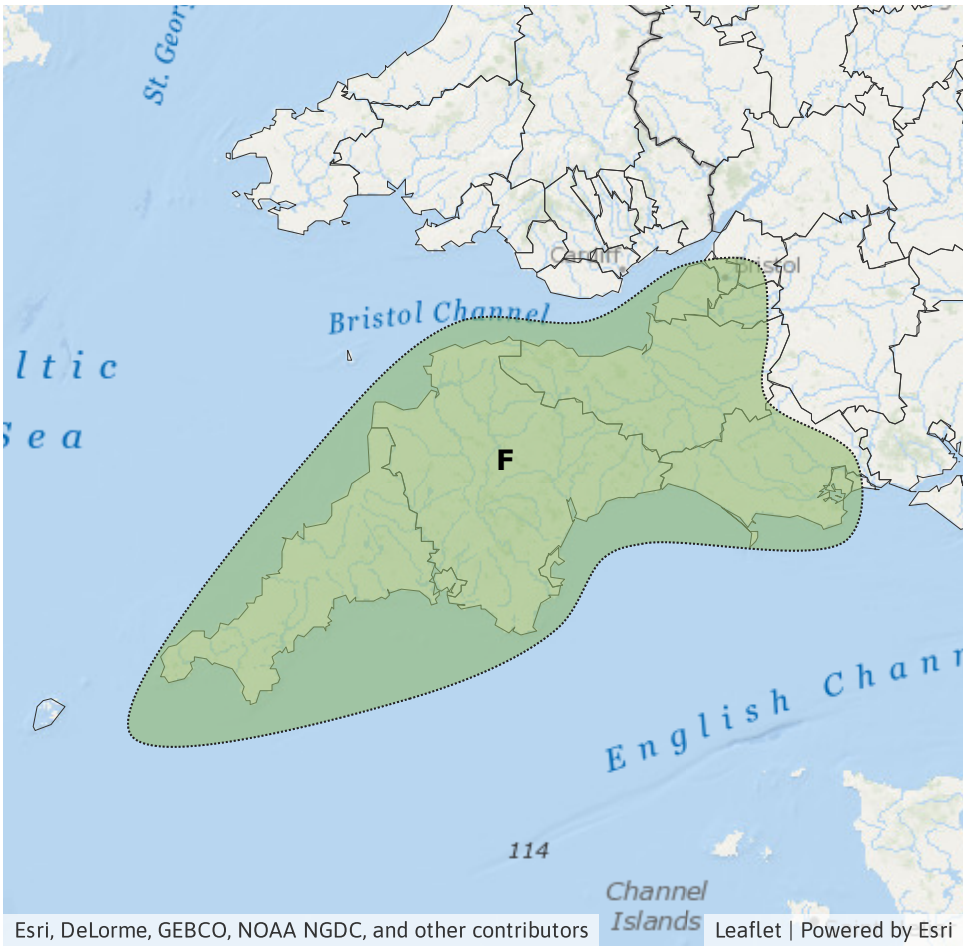 St. Geor
Cardiff
Bristol
Bristol Channel
ltic
Sea
F
English Chann
114
Channel
Islands
Esri, DeLorme, GEBCO, NOAA NGDC, and other contributors
Leaflet | Powered by Esri